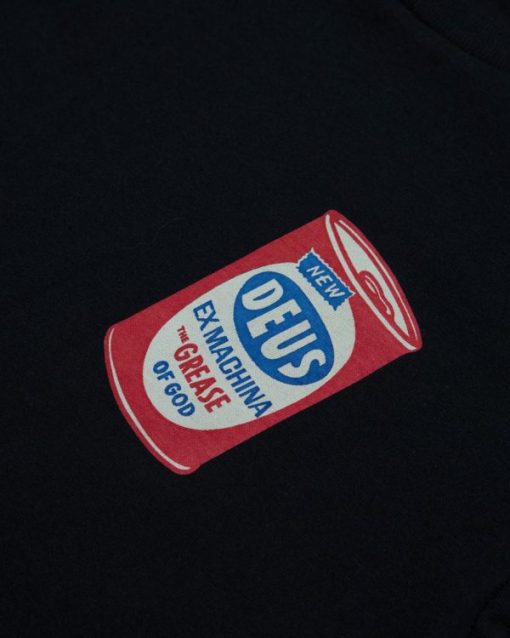 NEW
DEUS
EX MACHINA
THE GREASE
OF GOD